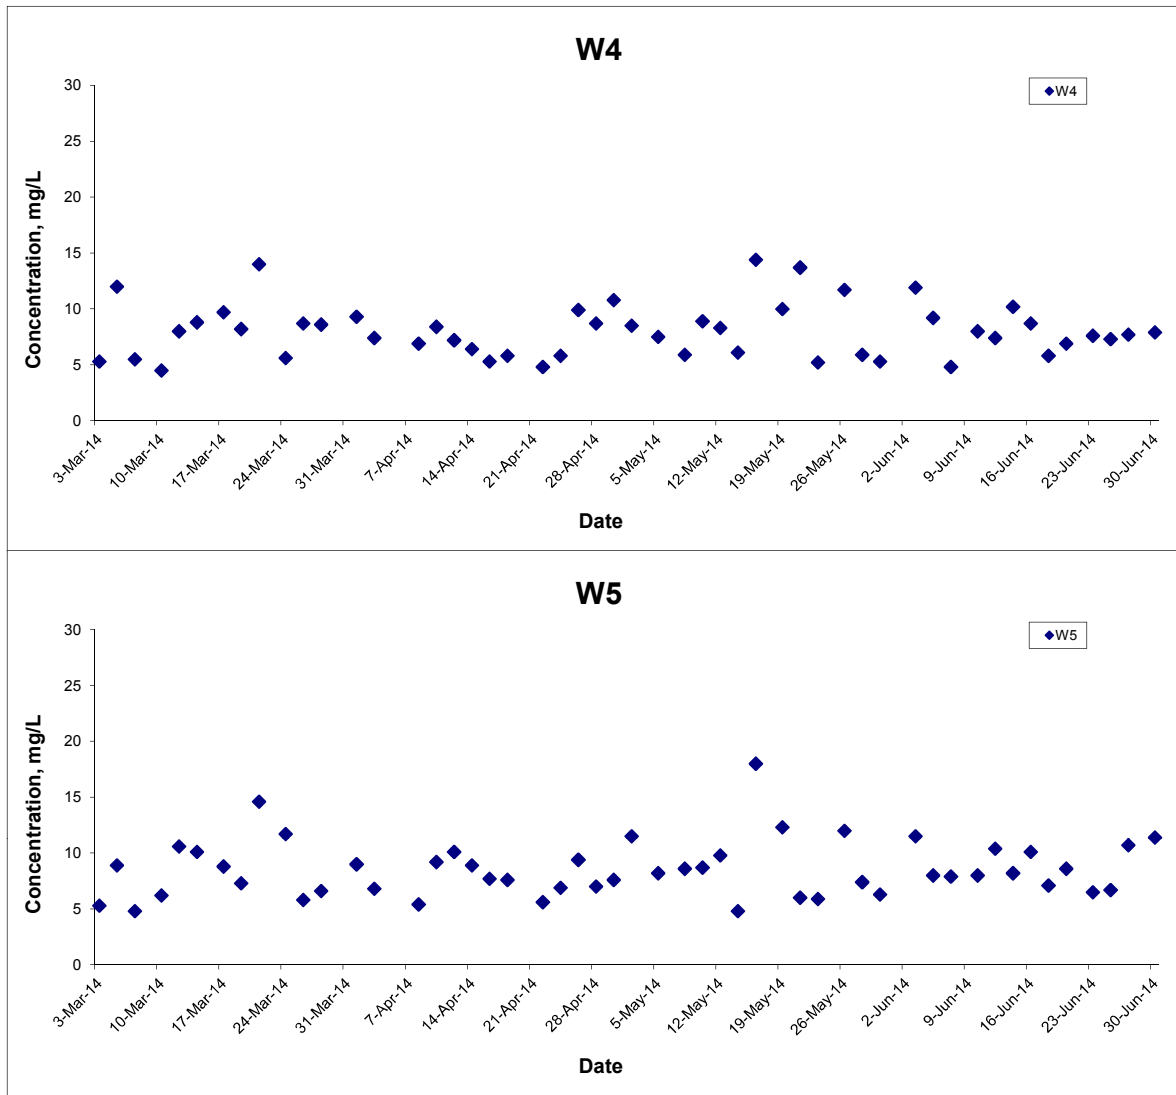 W4
W4
Concentration, mg/L
30
25
20
15
10
5
0
3-Mar-14
10-Mar-14
17-Mar-14
24-Mar-14
31-Mar-14
7-Apr-14
14-Apr-14
21-Apr-14
28-Apr-14
5-May-14
12-May-14
19-May-14
26-May-14
2-Jun-14
9-Jun-14
16-Jun-14
23-Jun-14
30-Jun-14
Date
W5
W5
Concentration, mg/L
30
25
20
15
10
5
0
3-Mar-14
10-Mar-14
17-Mar-14
24-Mar-14
31-Mar-14
7-Apr-14
14-Apr-14
21-Apr-14
28-Apr-14
5-May-14
12-May-14
19-May-14
26-May-14
2-Jun-14
9-Jun-14
16-Jun-14
23-Jun-14
30-Jun-14
Date